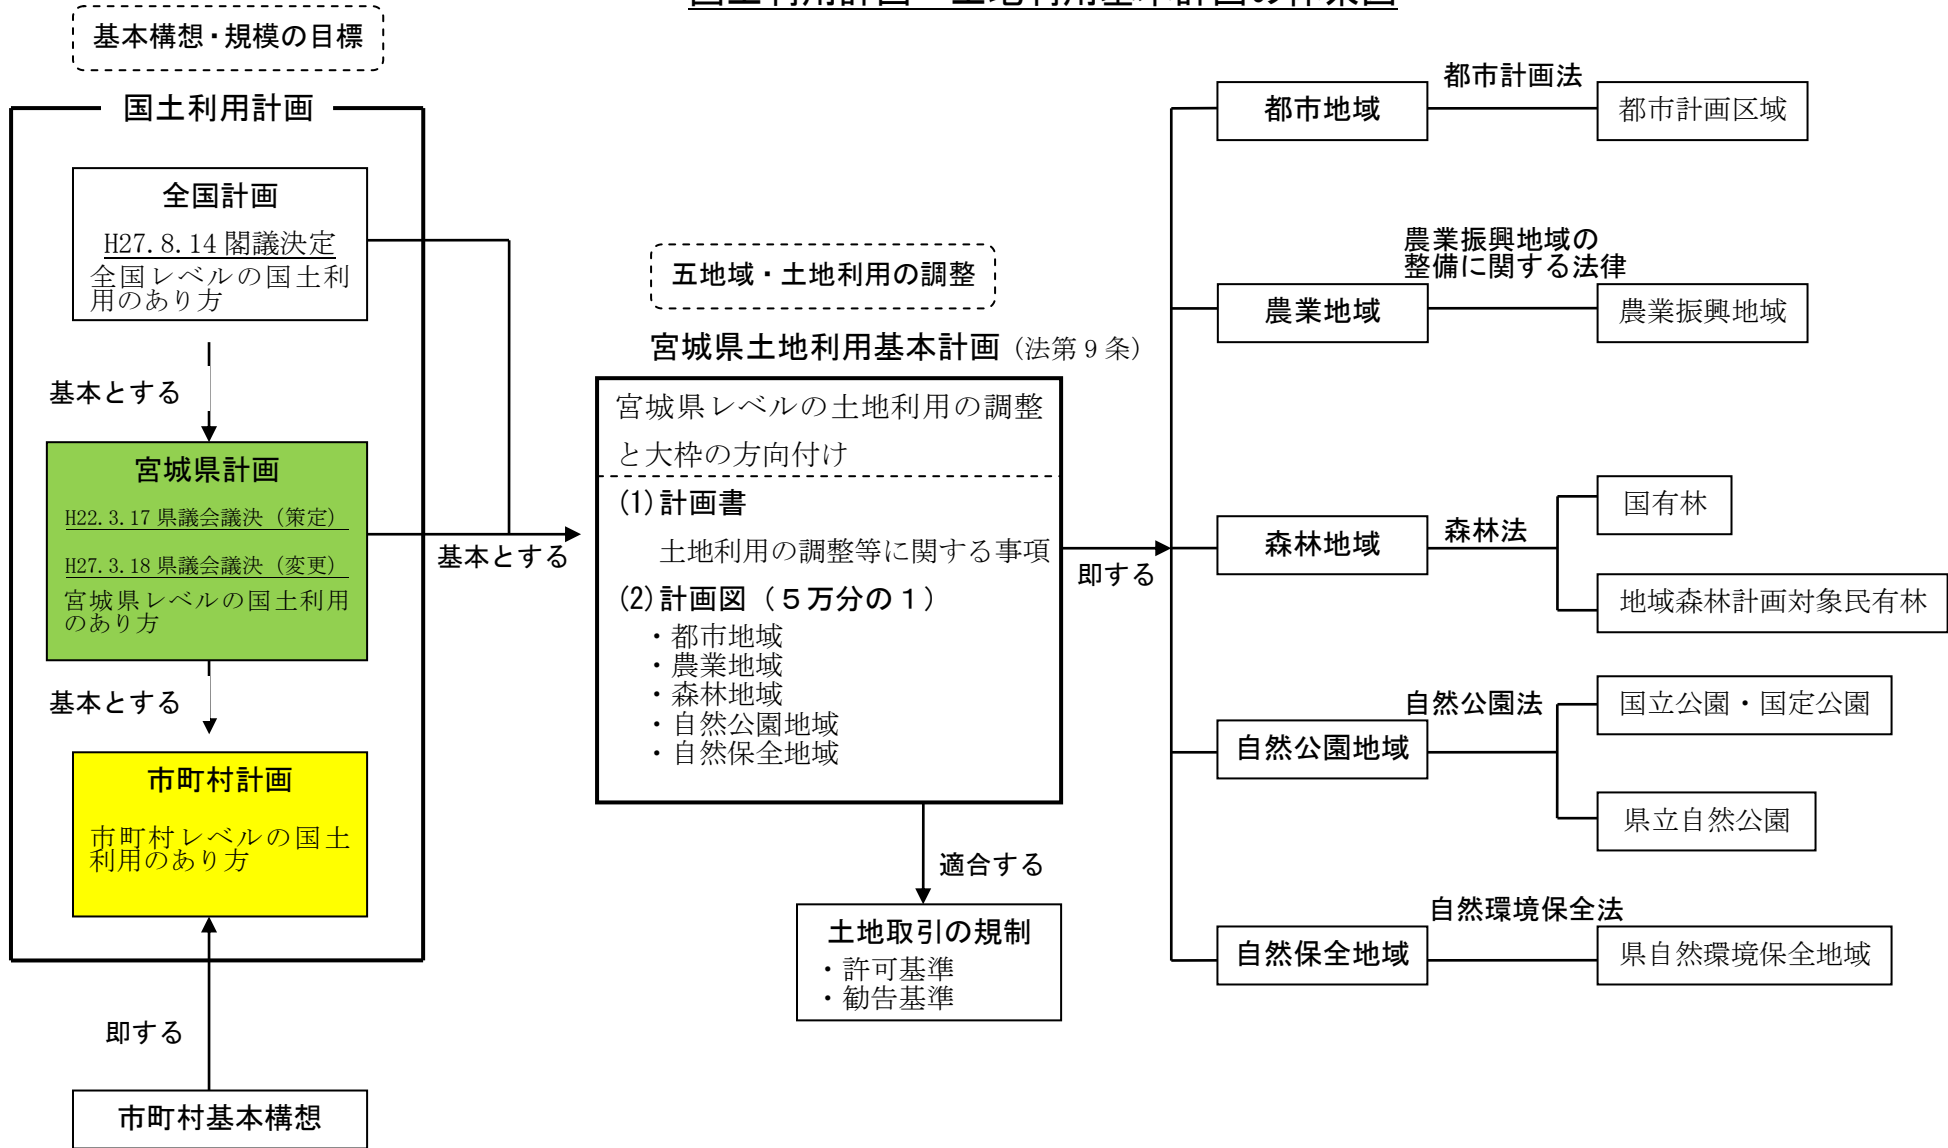 国土利用計画・土地利用基本計画の体系図
基本構想・規模の目標
国土利用計画
全国計画
H27.8.14 閣議決定
全国レベルの国土利
用のあり方
基本とする
宮城県計画
H22.3.17 県議会議決（策定）
H27.3.18 県議会議決（変更）
宮城県レベルの国土利用
のあり方
基本とする
市町村計画
市町村レベルの国土
利用のあり方
即する
市町村基本構想
基本とする
五地域・土地利用の調整
宮城県土地利用基本計画（法第９条）
宮城県レベルの土地利用の調整
と大枠の方向付け
(1)計画書
土地利用の調整等に関する事項
(2)計画図（５万分の１）
・都市地域
・農業地域
・森林地域
・自然公園地域
・自然保全地域
適合する
土地取引の規制
・許可基準
・勧告基準
即する
都市地域
都市計画法
都市計画区域
農業地域
農業振興地域の
整備に関する法律
農業振興地域
森林地域
森林法
国有林
地域森林計画対象民有林
自然公園地域
自然公園法
国立公園・国定公園
県立自然公園
自然保全地域
自然環境保全法
県自然環境保全地域